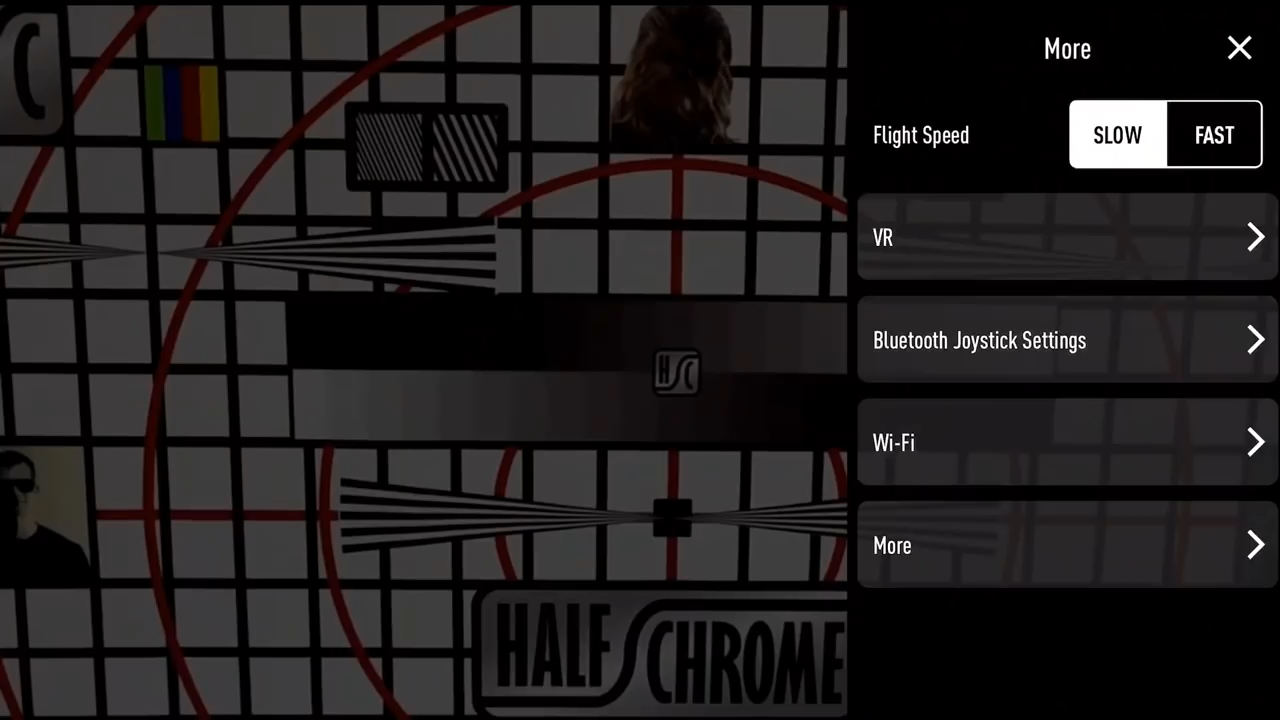 More
Flight Speed
SLOW
FAST
VR
Bluetooth Joystick Settings
Wi-Fi
More
C
HSC
HALF CHROME